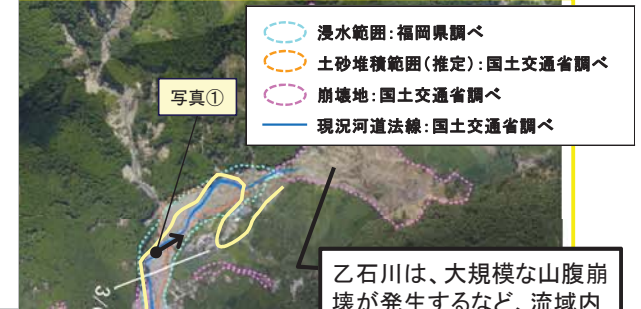 浸水範囲:福岡県調べ
土砂堆積範囲(推定):国土交通省調べ
崩壊地:国土交通省調べ
現況河道法線:国土交通省調べ
写真①
乙石川は、大規模な山腹崩
壊が発生するなど、流域内